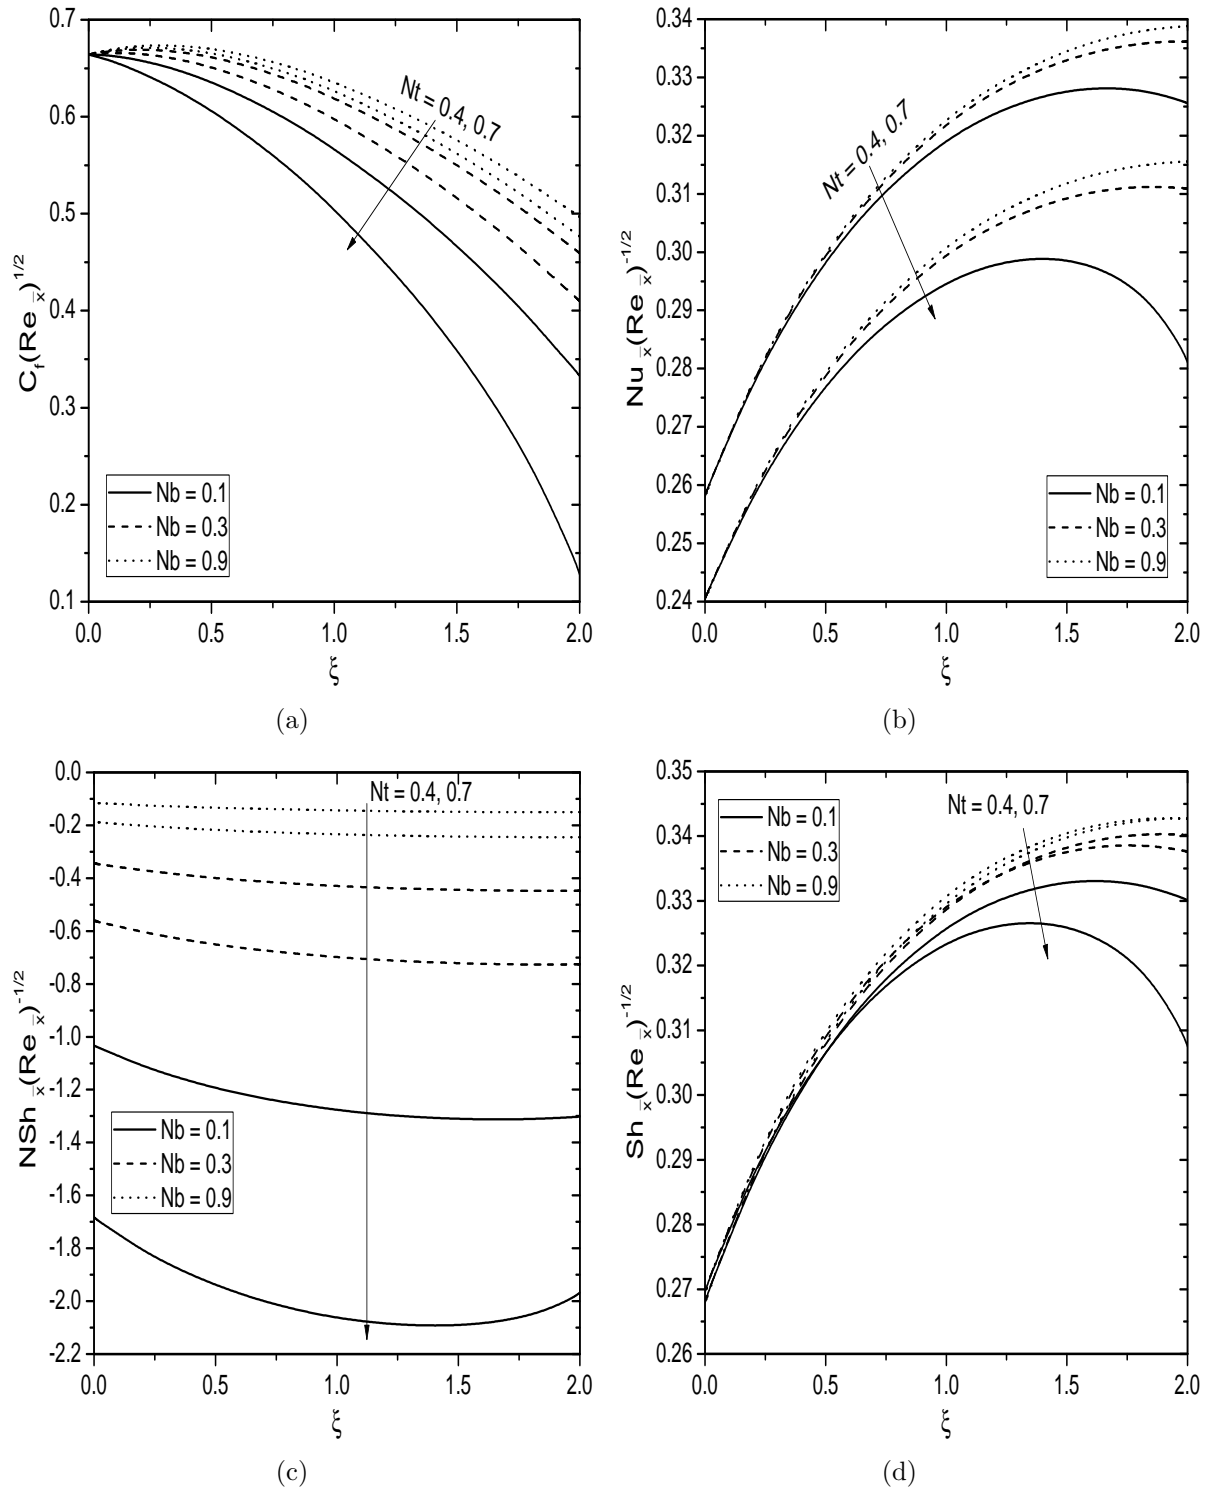 0.7
0.6
0.5
0.4
0.3
0.2
0.1
0.0 0.5 1.0 1.5 2.0
C_f(Re_x̅)^1/2
ξ
Nt = 0.4, 0.7
Nb = 0.1
Nb = 0.3
Nb = 0.9
(a)
0.34
0.33
0.32
0.31
0.30
0.29
0.28
0.27
0.26
0.25
0.24
0.0 0.5 1.0 1.5 2.0
Nu_x̅(Re_x̅)^-1/2
ξ
Nt = 0.4, 0.7
Nb = 0.1
Nb = 0.3
Nb = 0.9
(b)
0.0
-0.2
-0.4
-0.6
-0.8
-1.0
-1.2
-1.4
-1.6
-1.8
-2.0
-2.2
0.0 0.5 1.0 1.5 2.0
NSh_x̅(Re_x̅)^-1/2
ξ
Nt = 0.4, 0.7
Nb = 0.1
Nb = 0.3
Nb = 0.9
(c)
0.35
0.34
0.33
0.32
0.31
0.30
0.29
0.28
0.27
0.26
0.0 0.5 1.0 1.5 2.0
Sh_x̅(Re_x̅)^-1/2
ξ
Nt = 0.4, 0.7
Nb = 0.1
Nb = 0.3
Nb = 0.9
(d)